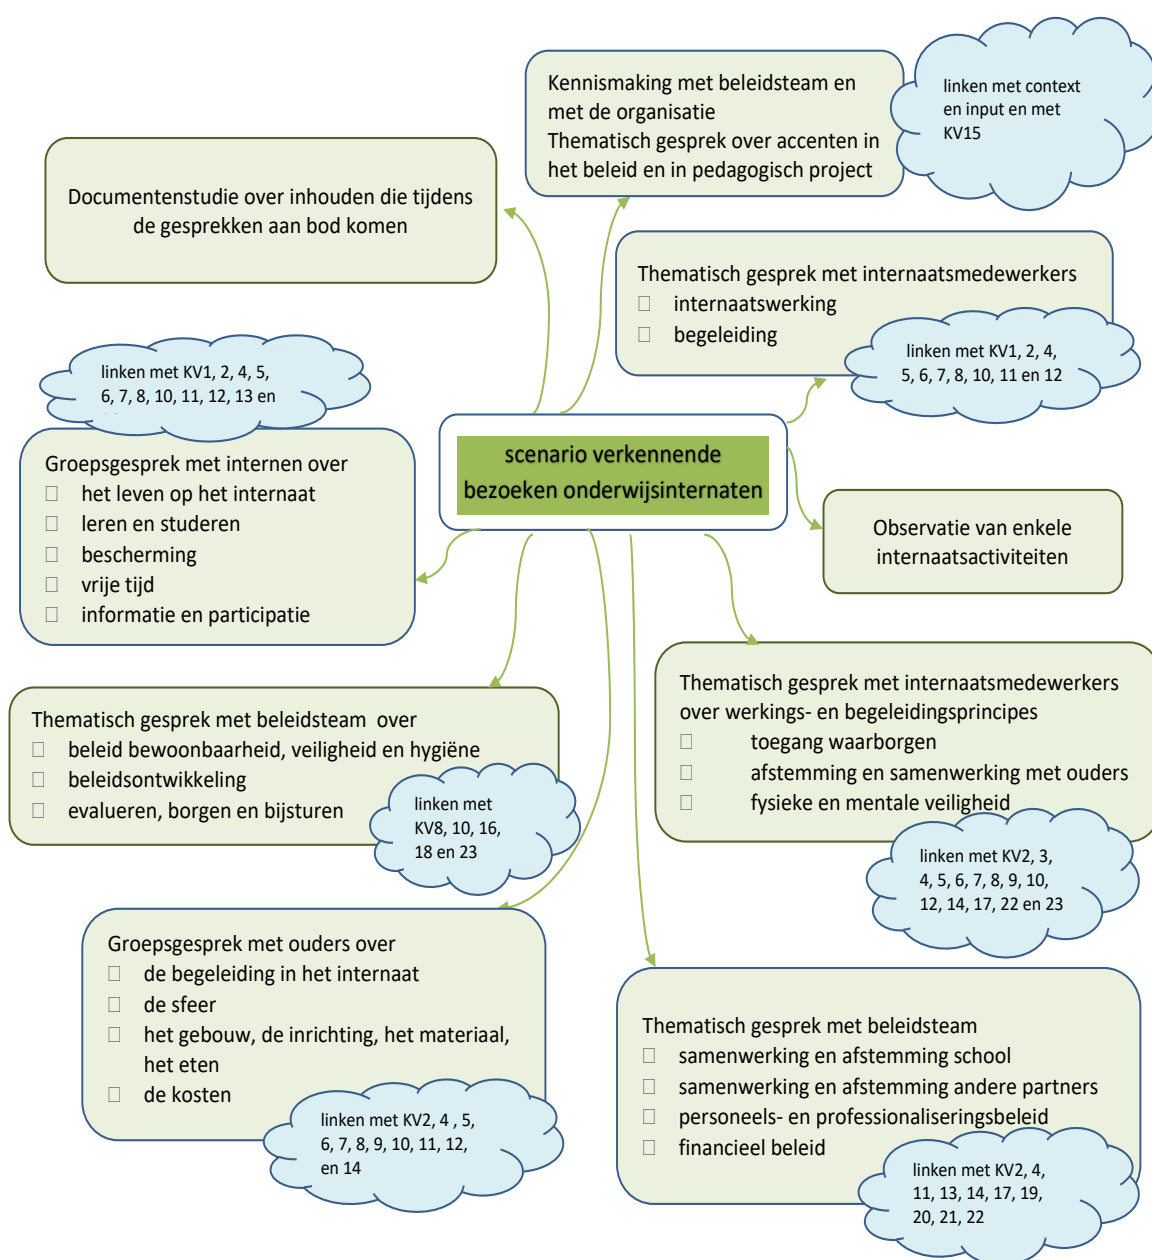 Kennismaking met beleidsteam en
met de organisatie
Thematisch gesprek over accenten in
het beleid en in pedagogisch project
linken met context
en input en met
KV15
Documentenstudie over inhouden die tijdens
de gesprekken aan bod komen
Thematisch gesprek met internaatsmedewerkers
internaatswerking
begeleiding
linken met KV1, 2, 4,
5, 6, 7, 8, 10, 11 en 12
linken met KV1, 2, 4, 5,
6, 7, 8, 10, 11, 12, 13 en
scenario verkennende
bezoeken onderwijsinternaten
Groepsgesprek met internen over
het leven op het internaat
leren en studeren
bescherming
vrije tijd
informatie en participatie
Observatie van enkele
internaatsactiviteiten
Thematisch gesprek met internaatsmedewerkers
over werkings- en begeleidingsprincipes
toegang waarborgen
afstemming en samenwerking met ouders
fysieke en mentale veiligheid
linken met KV2, 3,
4, 5, 6, 7, 8, 9, 10,
12, 14, 17, 22 en 23
Thematisch gesprek met beleidsteam  over
beleid bewoonbaarheid, veiligheid en hygiëne
beleidsontwikkeling
evalueren, borgen en bijsturen
linken met
KV8, 10, 16,
18 en 23
Groepsgesprek met ouders over
de begeleiding in het internaat
de sfeer
het gebouw, de inrichting, het materiaal,
het eten
de kosten
linken met KV2, 4 , 5,
6, 7, 8, 9, 10, 11, 12,
en 14
Thematisch gesprek met beleidsteam
samenwerking en afstemming school
samenwerking en afstemming andere partners
personeels- en professionaliseringsbeleid
financieel beleid
linken met KV2, 4,
11, 13, 14, 17, 19,
20, 21, 22